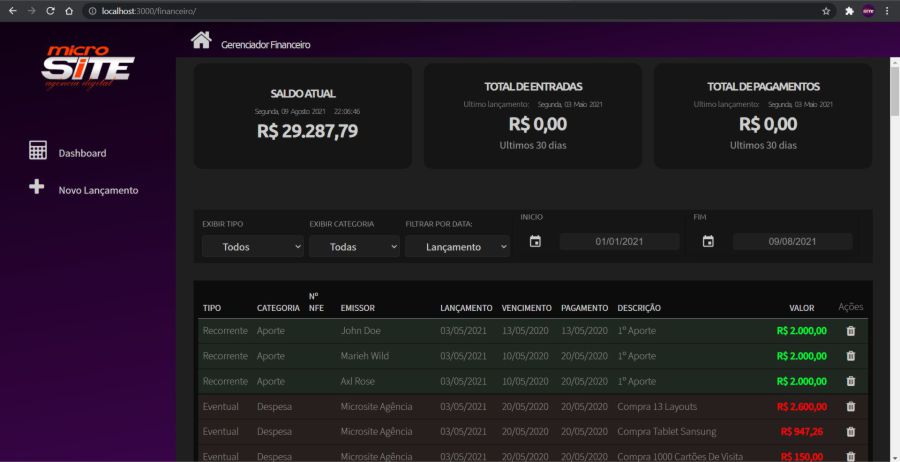 localhost:3000/financeiro/
micro
SiTE
agência digital
Gerenciador Financeiro
Dashboard
Novo Lançamento
SALDO ATUAL
Segunda, 09 Agosto 2021 22:06:46
R$ 29.287,79
TOTAL DE ENTRADAS
Ultimo lançamento: Segunda, 03 Maio 2021
R$ 0,00
Ultimos 30 dias
TOTAL DE PAGAMENTOS
Ultimo lançamento: Segunda, 03 Maio 2021
R$ 0,00
Ultimos 30 dias
EXIBIR TIPO EXIBIR CATEGORIA FILTRAR POR DATA: INICIO FIM
Todos Todas Lançamento 01/01/2021 09/08/2021
TIPO CATEGORIA Nº NFE EMISSOR LANÇAMENTO VENCIMENTO PAGAMENTO DESCRIÇÃO VALOR Ações
Recorrente Aporte John Doe 03/05/2021 13/05/2020 13/05/2020 1º Aporte R$ 2.000,00
Recorrente Aporte Marieh Wild 03/05/2021 10/05/2020 20/05/2020 1º Aporte R$ 2.000,00
Recorrente Aporte Axl Rose 03/05/2021 10/05/2020 20/05/2020 1º Aporte R$ 2.000,00
Eventual Despesa Microsite Agência 03/05/2021 20/05/2020 20/05/2020 Compra 13 Layouts R$ 2.600,00
Eventual Despesa Microsite Agência 03/05/2021 20/05/2020 20/05/2020 Compra Tablet Sansung R$ 947,26
Eventual Despesa Microsite Agência 03/05/2021 20/05/2020 20/05/2020 Compra 1000 Cartões De Visita R$ 150,00